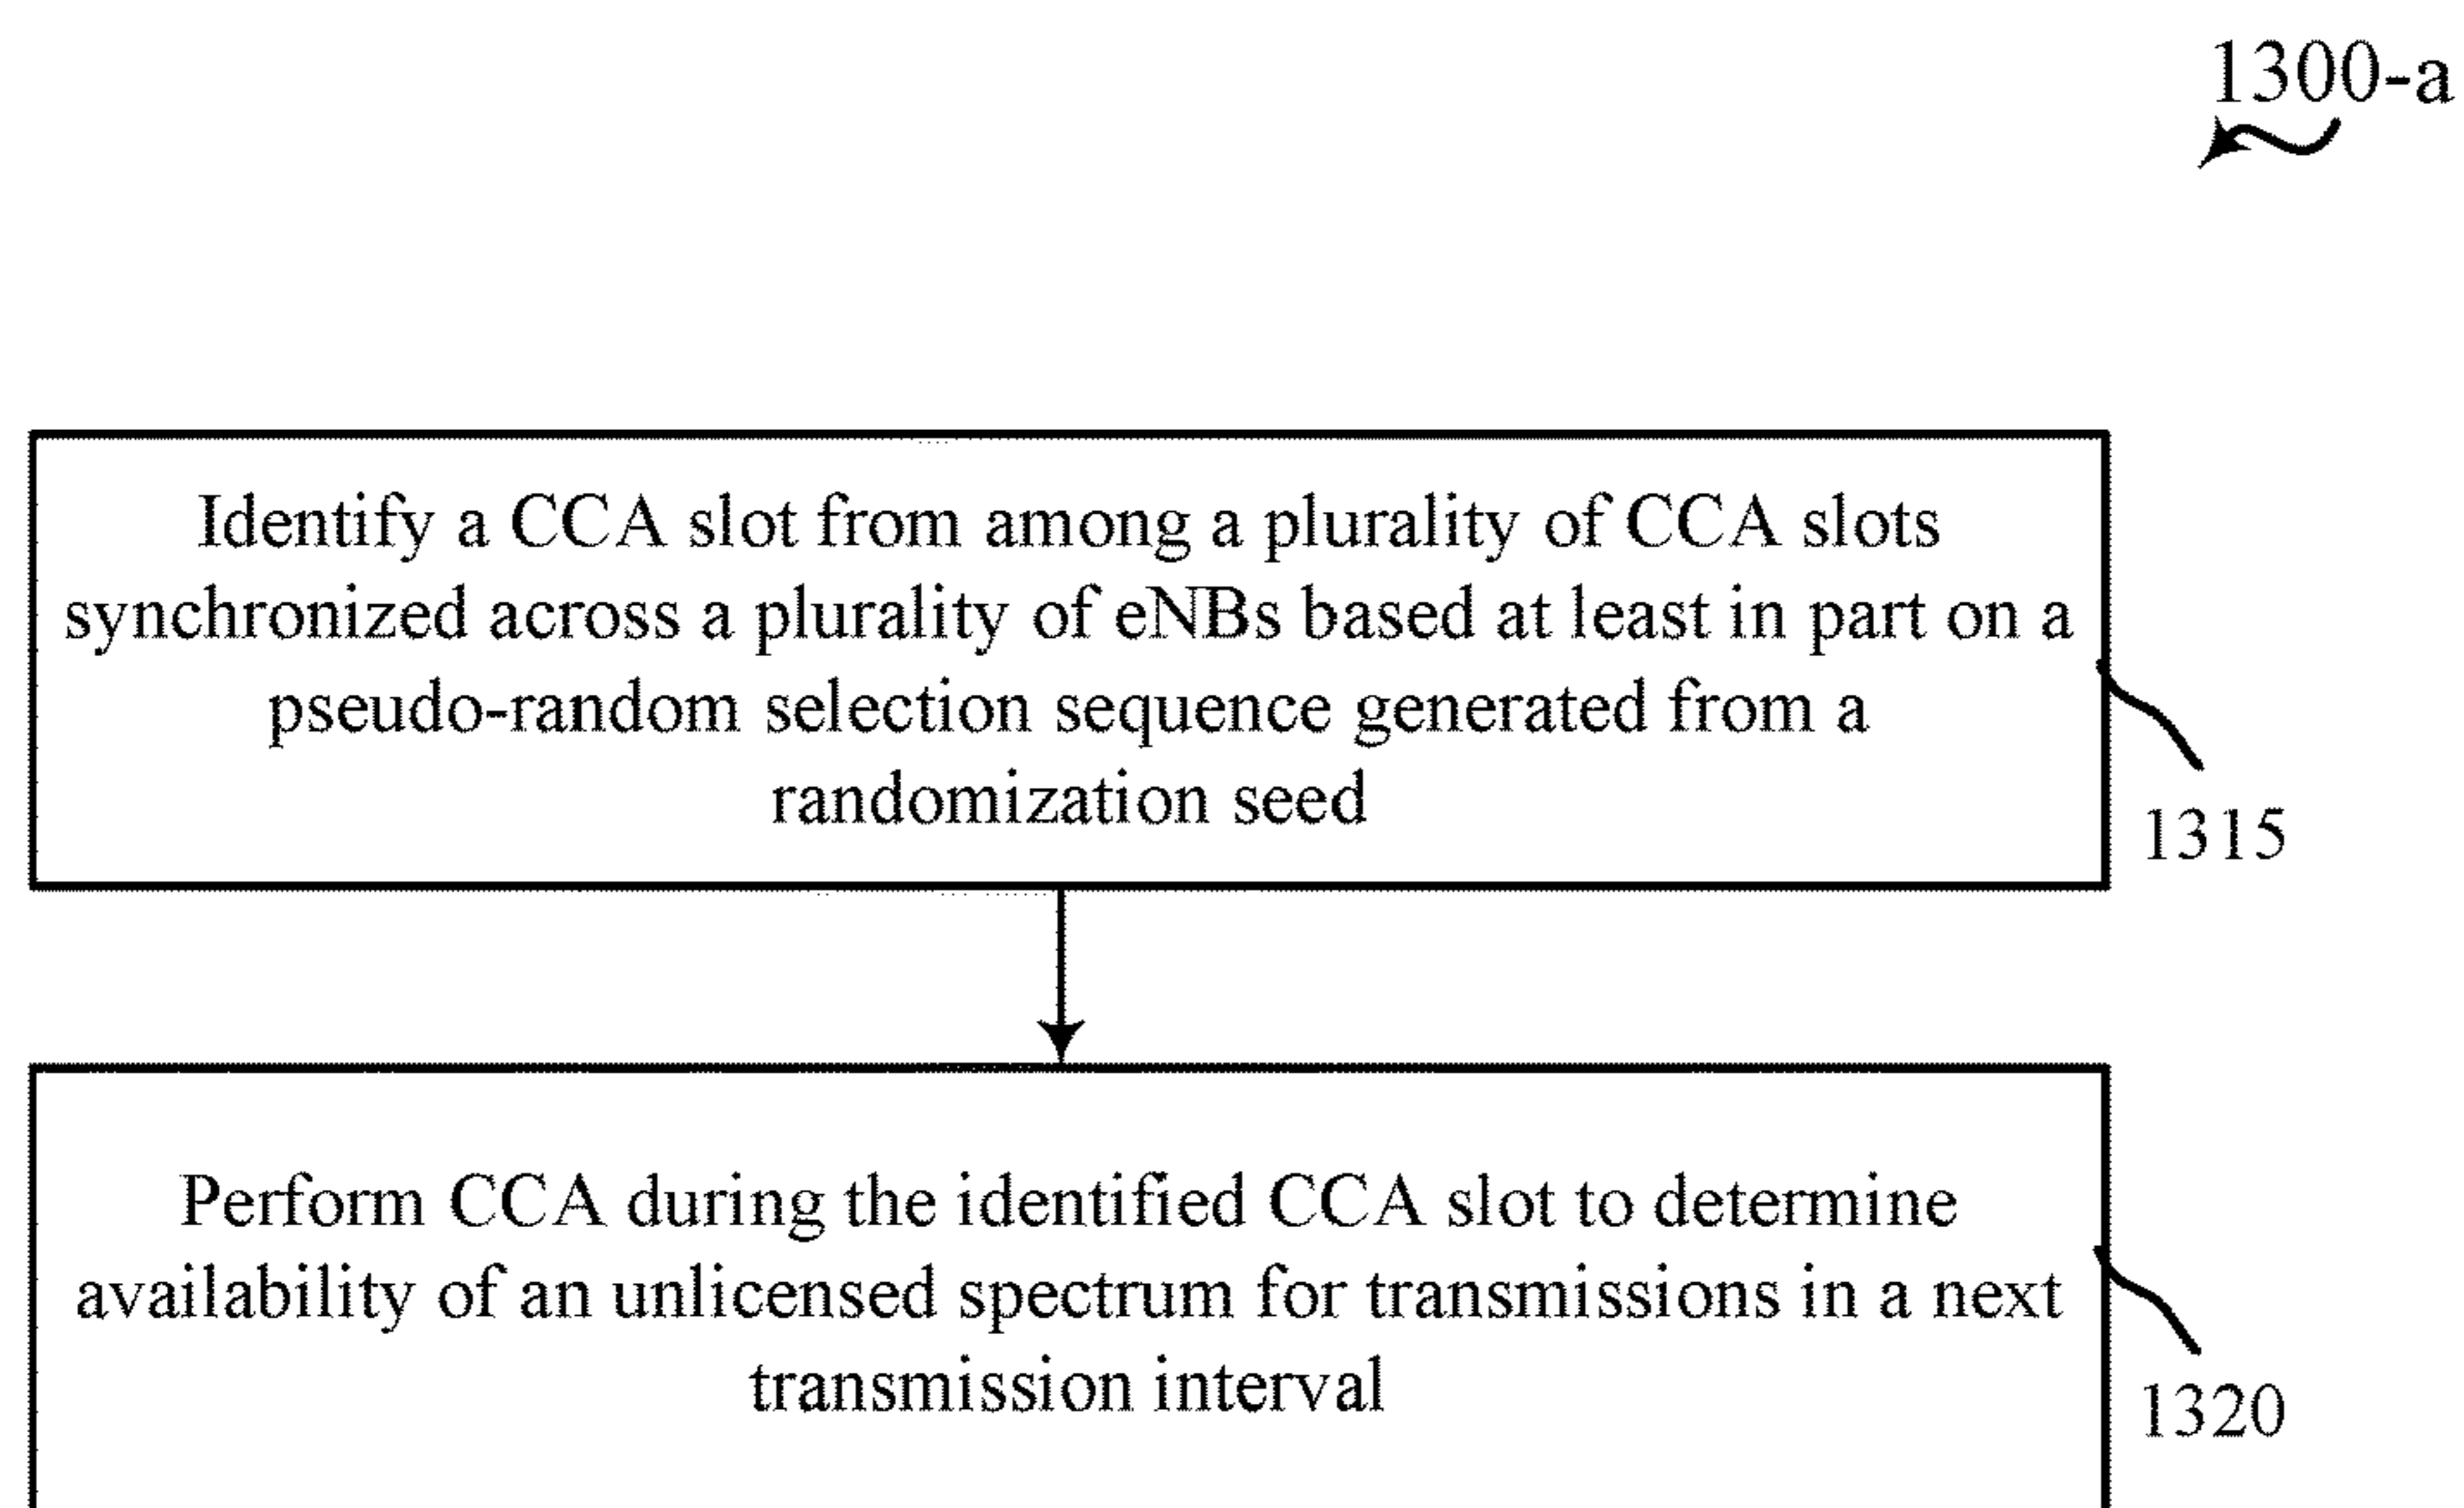 1300-a
Identify a CCA slot from among a plurality of CCA slots
synchronized across a plurality of eNBs based at least in part on a
pseudo-random selection sequence generated from a
randomization seed
1315
Perform CCA during the identified CCA slot to determine
availability of an unlicensed spectrum for transmissions in a next
transmission interval
1320